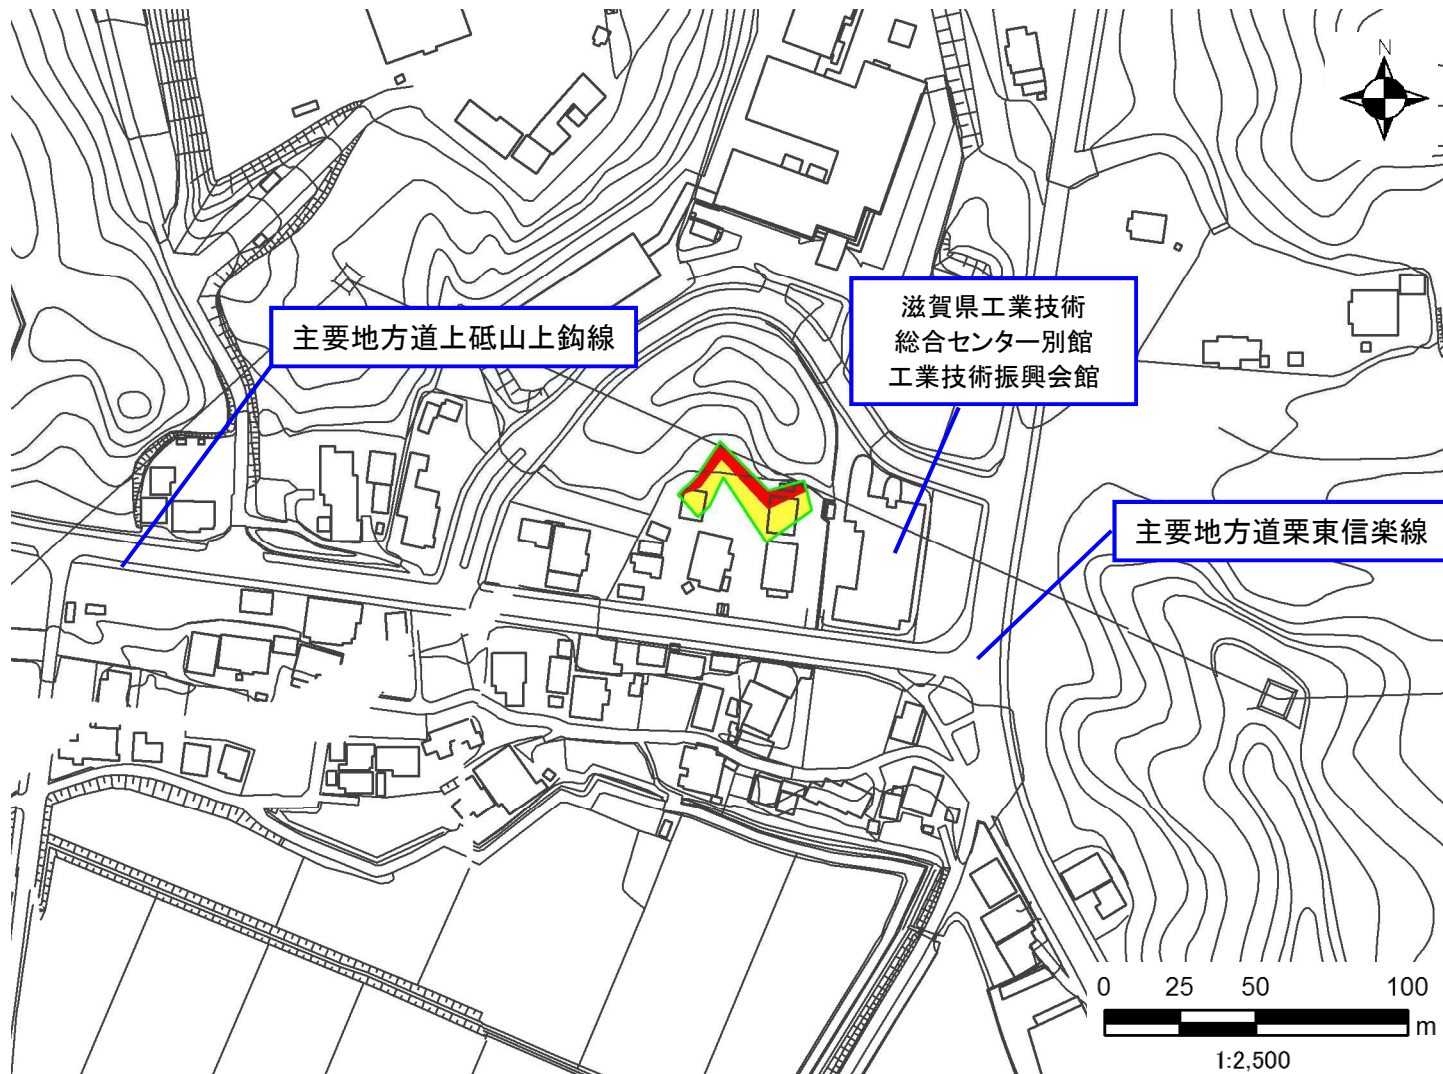 N
滋賀県工業技術
総合センター別館
工業技術振興会館
主要地方道上砥山上鈎線
主要地方道栗東信楽線
0 25 50 100
m
1:2,500